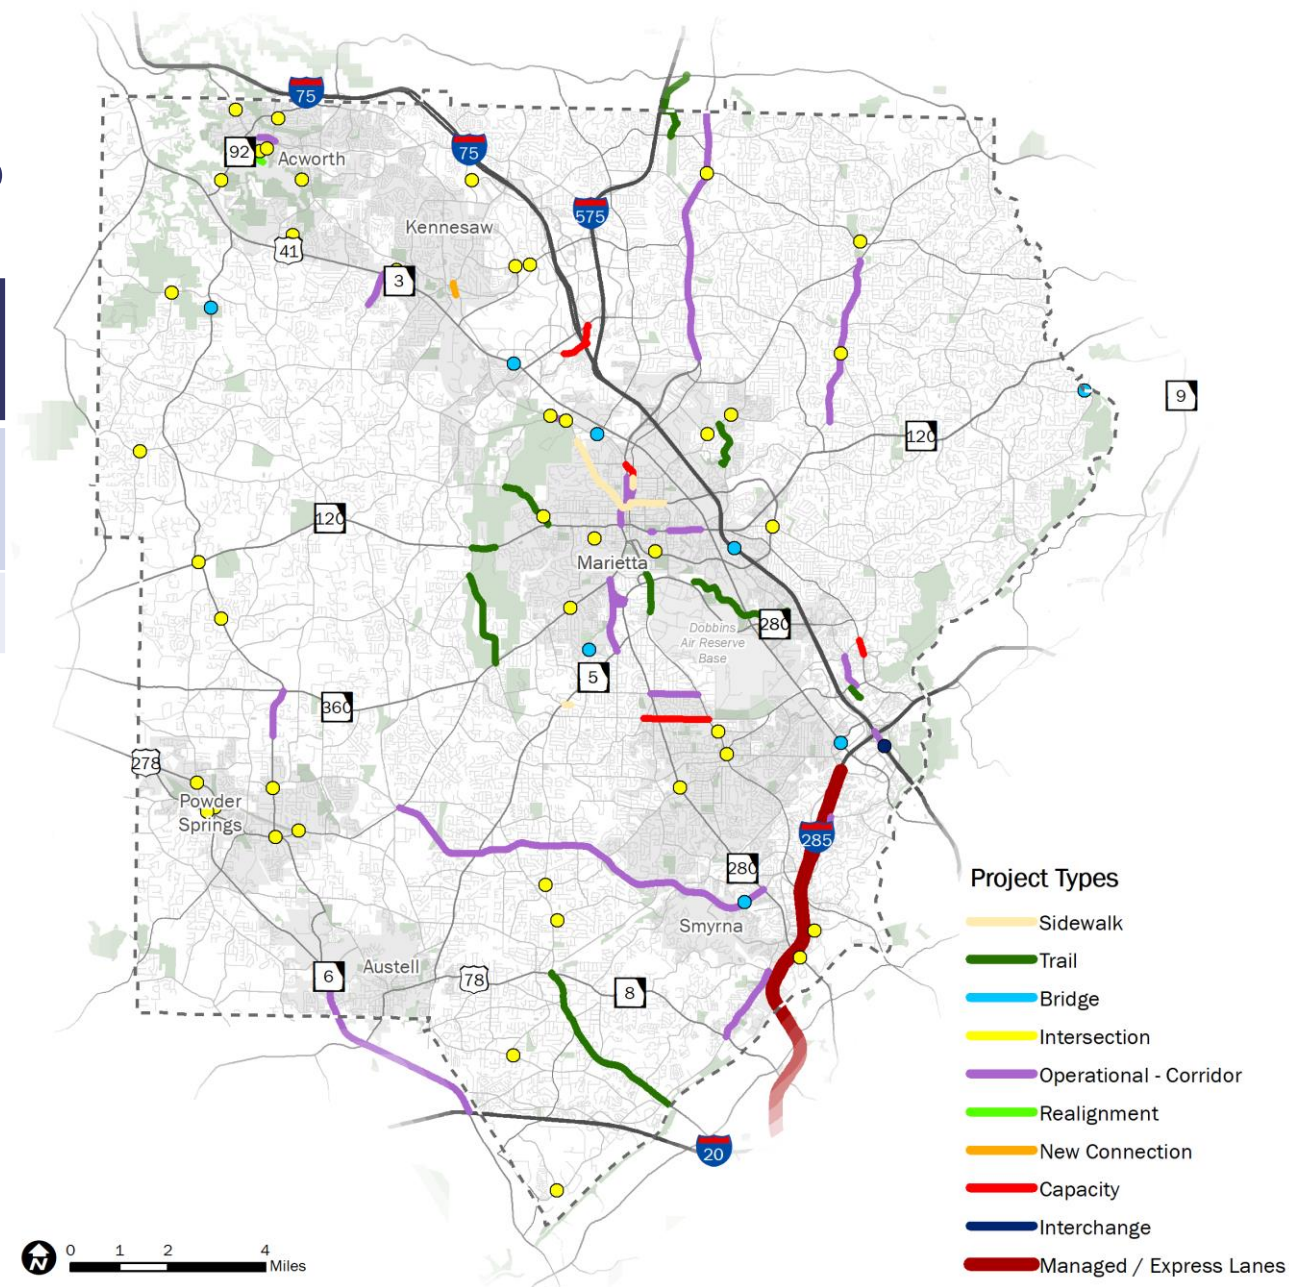 75
92
Acworth
75
575
Kennesaw
41
3
9
120
120
Marietta
280
Dobbins
Air Reserve
Base
5
360
278
Powder
Springs
285
280
Smyrna
6
Austell
78
8
20
Project Types
Sidewalk
Trail
Bridge
Intersection
Operational - Corridor
Realignment
New Connection
Capacity
Interchange
Managed / Express Lanes
N
0 1 2 4
Miles